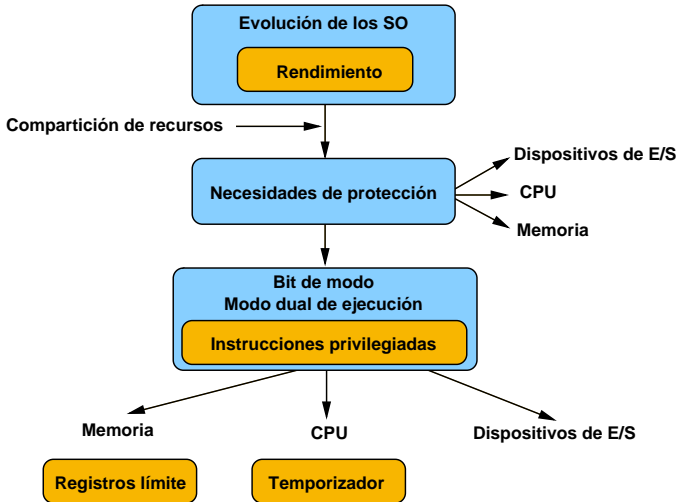 Evolución de los SO
Rendimiento
Compartición de recursos
Dispositivos de E/S
Necesidades de protección
CPU
Memoria
Bit de modo
Modo dual de ejecución
Instrucciones privilegiadas
Memoria
CPU
Dispositivos de E/S
Registros límite
Temporizador